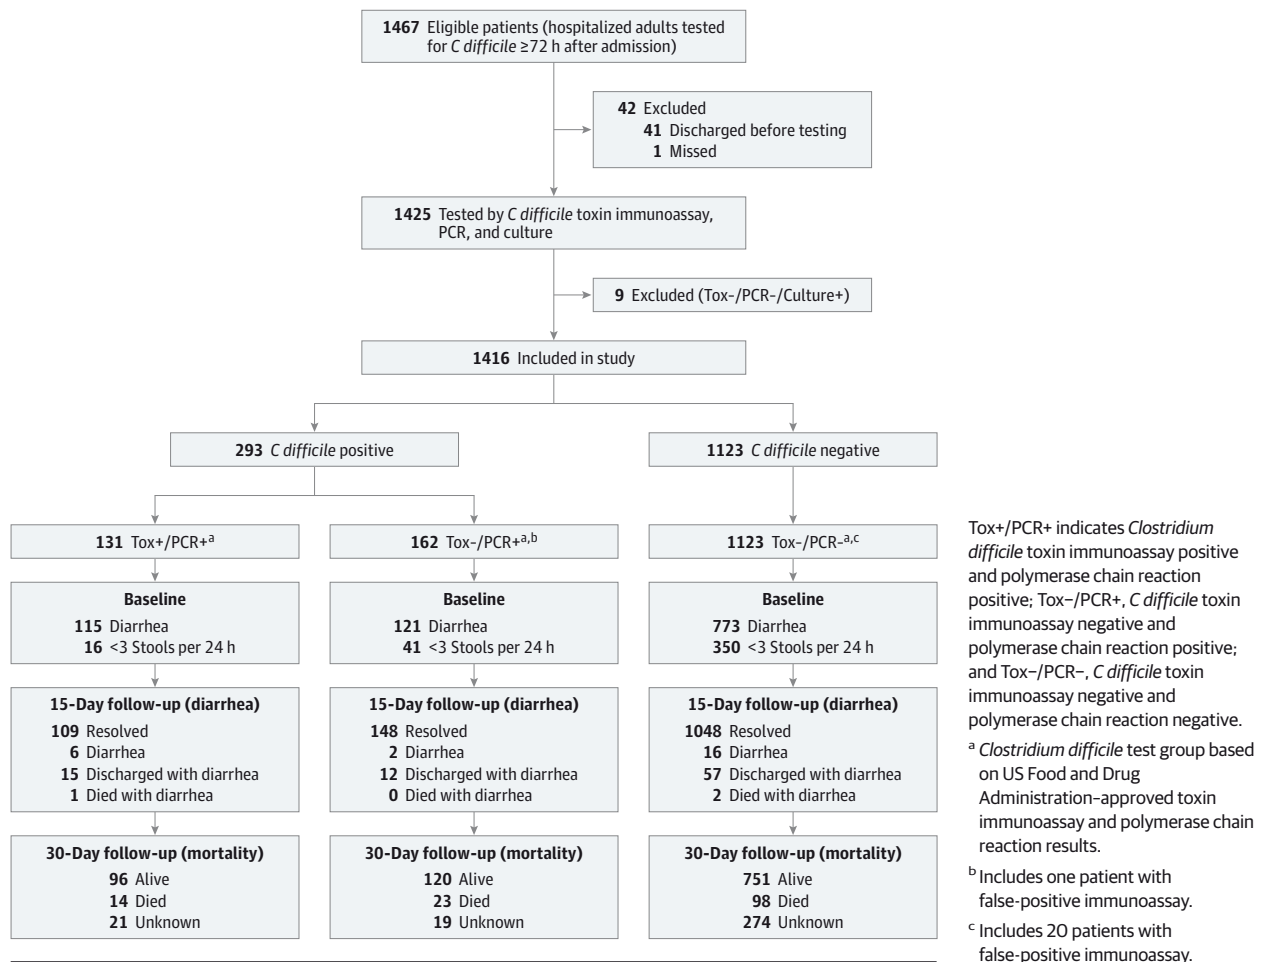 1467 Eligible patients (hospitalized adults tested
for C difficile ≥72 h after admission)
42 Excluded
41 Discharged before testing
1 Missed
1425 Tested by C difficile toxin immunoassay,
PCR, and culture
9 Excluded (Tox-/PCR-/Culture+)
1416 Included in study
293 C difficile positive
1123 C difficile negative
131 Tox+/PCR+a
162 Tox-/PCR+a,b
1123 Tox-/PCR-a,c
Baseline
115 Diarrhea
16 <3 Stools per 24 h
Baseline
121 Diarrhea
41 <3 Stools per 24 h
Baseline
773 Diarrhea
350 <3 Stools per 24 h
15-Day follow-up (diarrhea)
109 Resolved
6 Diarrhea
15 Discharged with diarrhea
1 Died with diarrhea
15-Day follow-up (diarrhea)
148 Resolved
2 Diarrhea
12 Discharged with diarrhea
0 Died with diarrhea
15-Day follow-up (diarrhea)
1048 Resolved
16 Diarrhea
57 Discharged with diarrhea
2 Died with diarrhea
30-Day follow-up (mortality)
96 Alive
14 Died
21 Unknown
30-Day follow-up (mortality)
120 Alive
23 Died
19 Unknown
30-Day follow-up (mortality)
751 Alive
98 Died
274 Unknown
Tox+/PCR+ indicates Clostridium
difficile toxin immunoassay positive
and polymerase chain reaction
positive; Tox−/PCR+, C difficile toxin
immunoassay negative and
polymerase chain reaction positive;
and Tox−/PCR−, C difficile toxin
immunoassay negative and
polymerase chain reaction negative.
a Clostridium difficile test group based
on US Food and Drug
Administration–approved toxin
immunoassay and polymerase chain
reaction results.
b Includes one patient with
false-positive immunoassay.
c Includes 20 patients with
false-positive immunoassay.